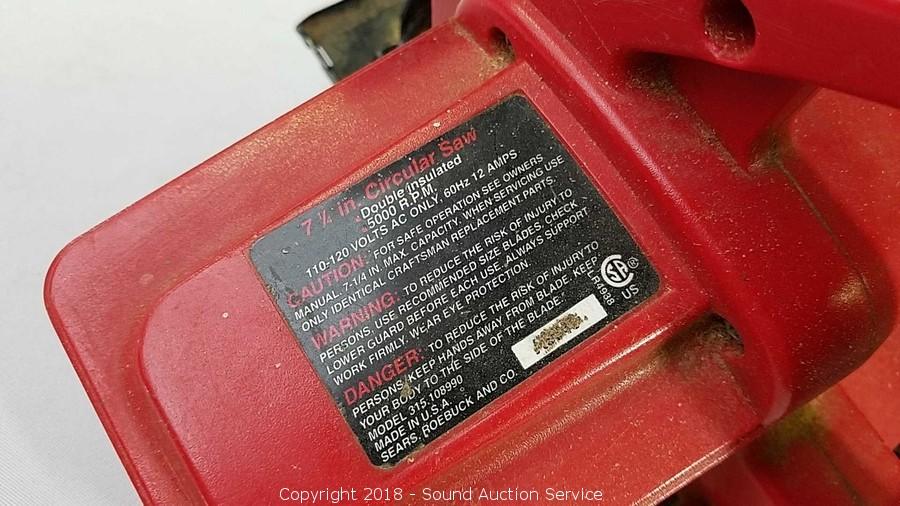 7 ¼ in. Circular Saw
Double insulated
5000 R.P.M.
110-120 VOLTS AC ONLY, 60Hz 12 AMPS
CAUTION: FOR SAFE OPERATION SEE OWNERS
MANUAL. 7-1/4 IN. MAX. CAPACITY. WHEN SERVICING USE
ONLY IDENTICAL CRAFTSMAN REPLACEMENT PARTS.
WARNING: TO REDUCE THE RISK OF INJURY TO
PERSONS, USE RECOMMENDED SIZE BLADES, CHECK
LOWER GUARD BEFORE EACH USE, ALWAYS SUPPORT
WORK FIRMLY. WEAR EYE PROTECTION.
DANGER: TO REDUCE THE RISK OF INJURY TO
PERSONS, KEEP HANDS AWAY FROM BLADE. KEEP
YOUR BODY TO THE SIDE OF THE BLADE.
MODEL 315.108990
MADE IN U.S.A.
SEARS, ROEBUCK AND CO.
SA ®
US
Copyright 2018 - Sound Auction Service